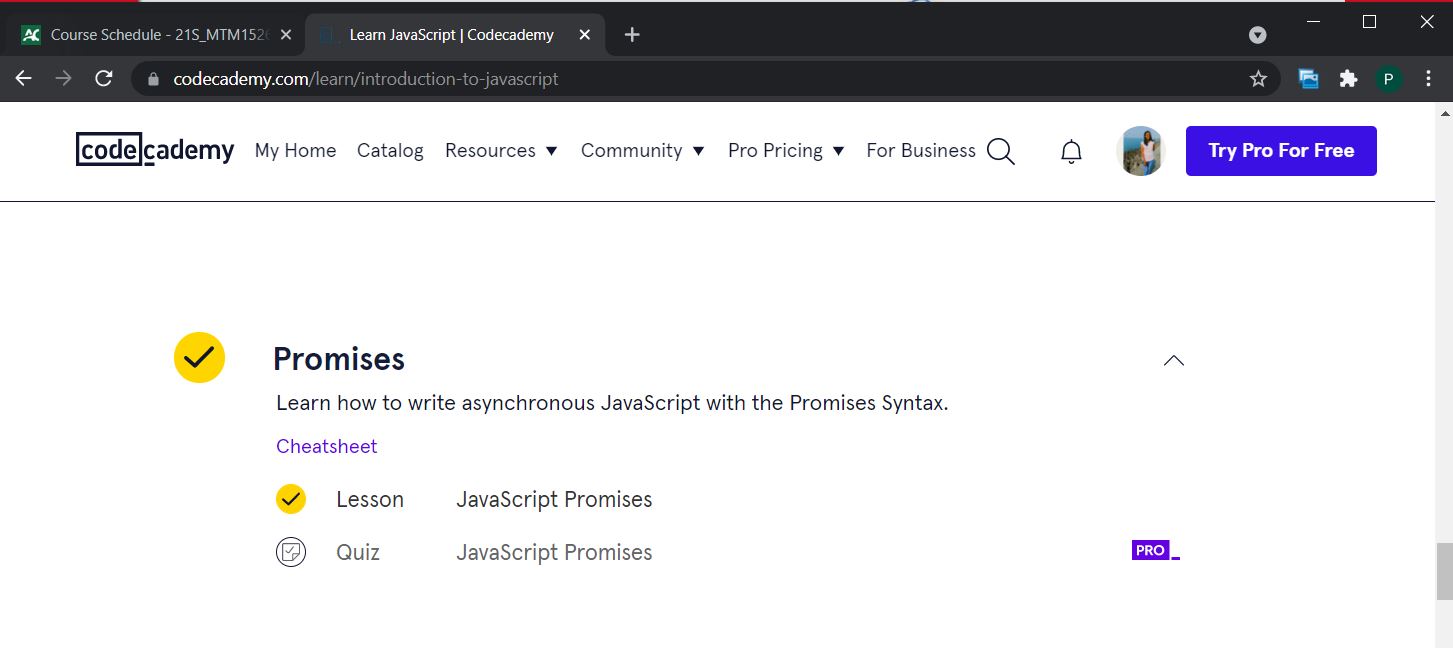 Course Schedule - 21S_MTM1526
Learn JavaScript | Codecademy
codecademy.com/learn/introduction-to-javascript
P
codecademy My Home Catalog Resources Community Pro Pricing For Business Try Pro For Free
Promises
Learn how to write asynchronous JavaScript with the Promises Syntax.
Cheatsheet
Lesson JavaScript Promises
Quiz JavaScript Promises PRO